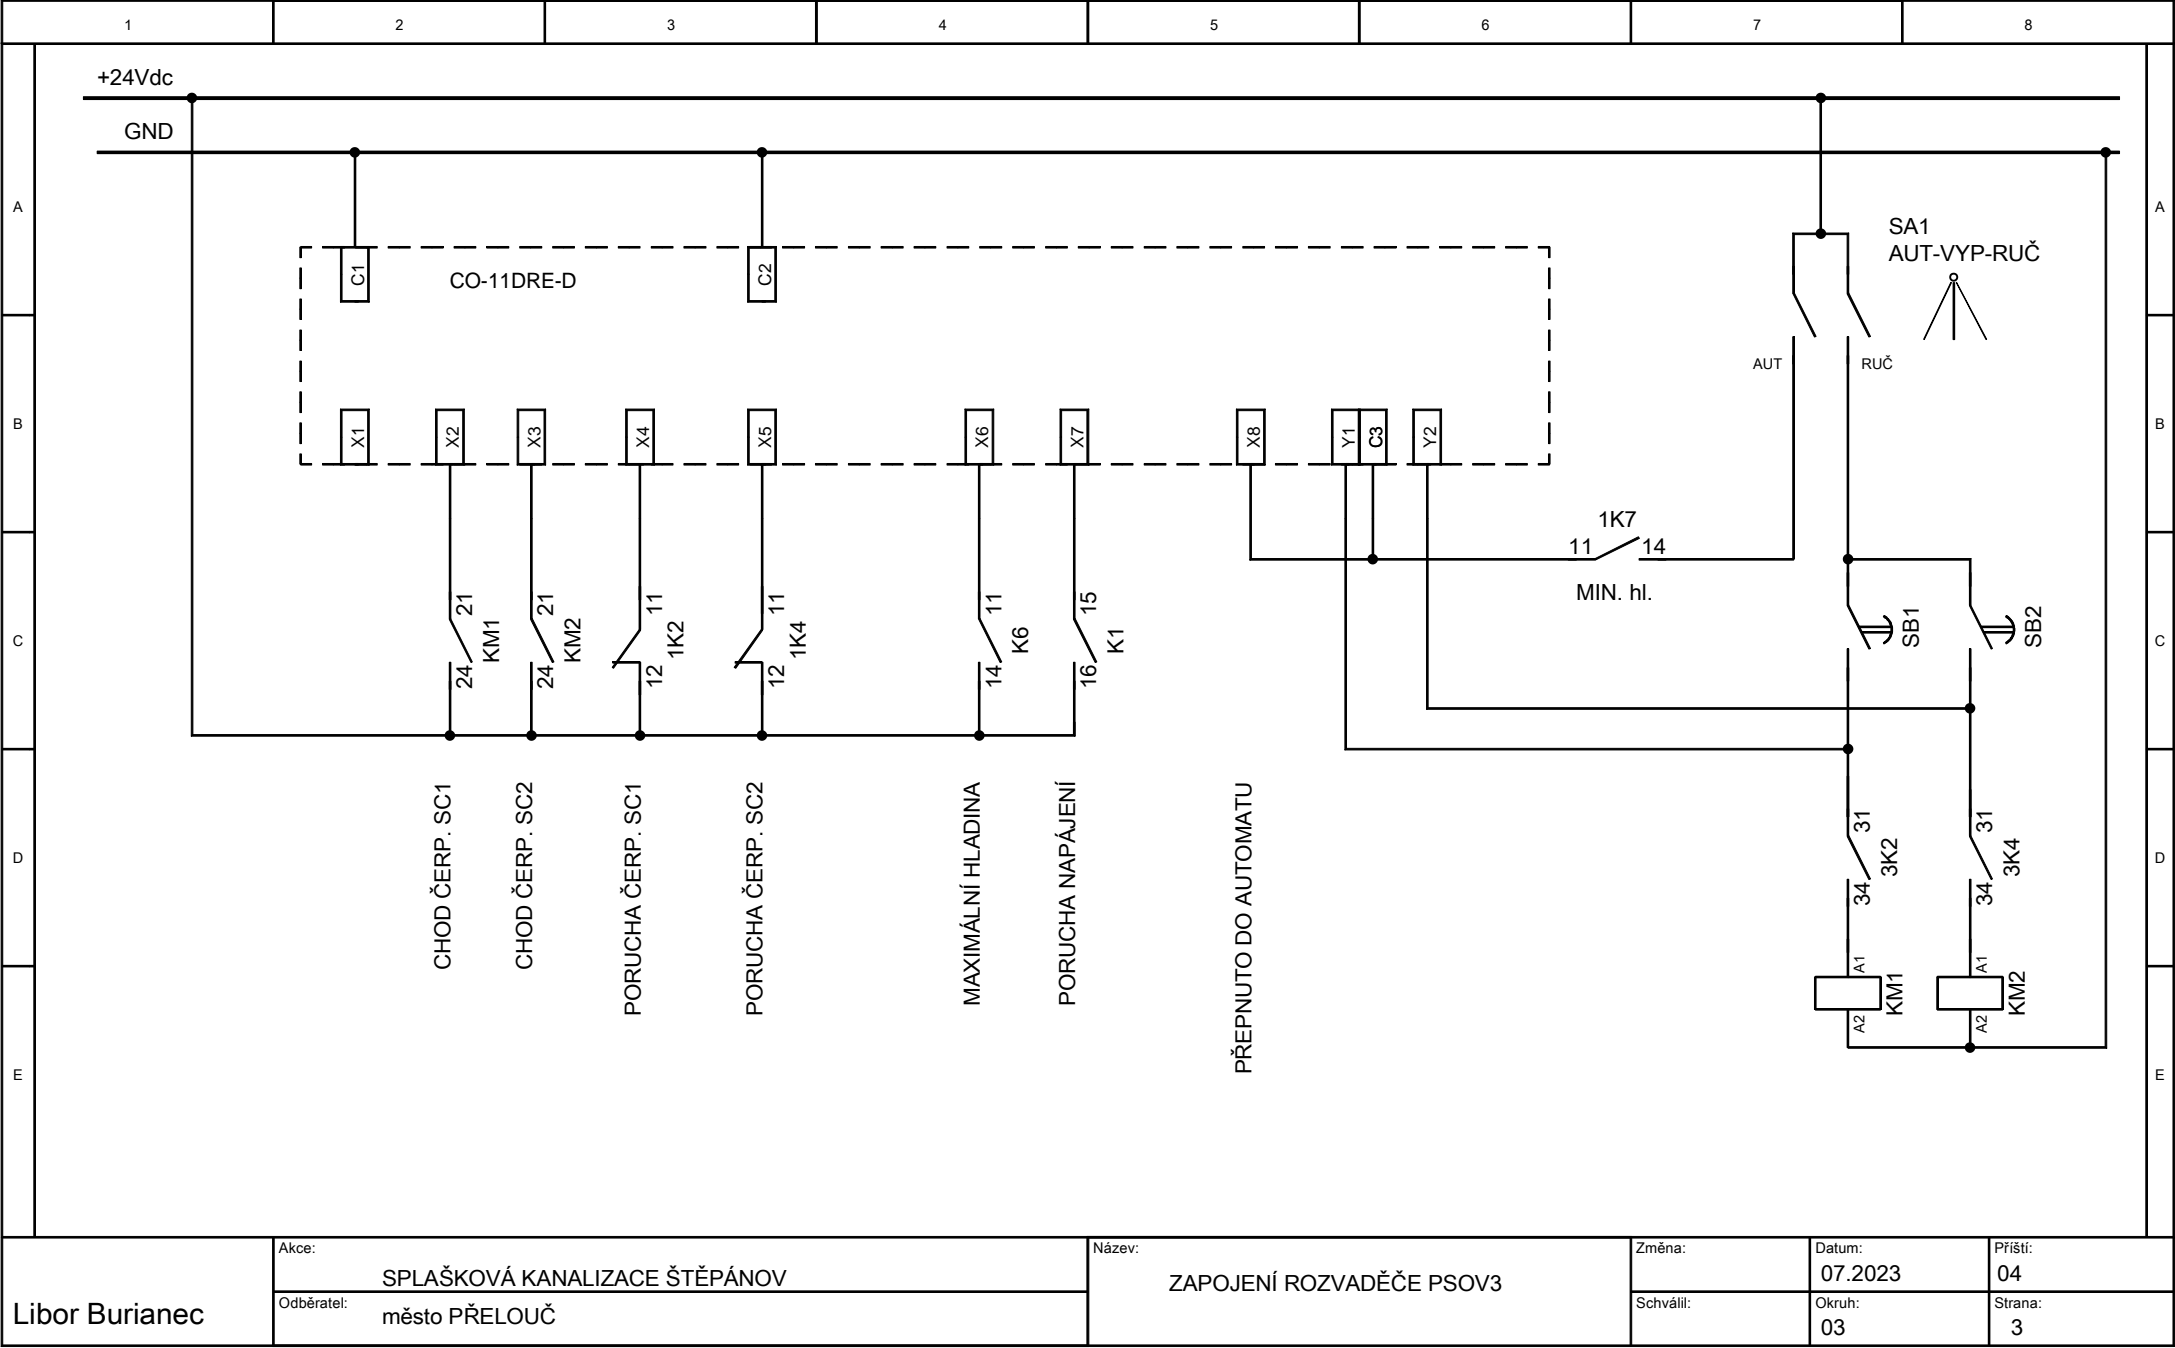 1 2 3 4 5 6 7 8
+24Vdc
GND
A A
SA1
AUT-VYP-RUČ
C1 CO-11DRE-D C2
AUT RUČ
B B
X1 X2 X3 X4 X5 X6 X7 X8 Y1 C3 Y2
1K7
11 14
MIN. hl.
C C
21 21 11 11 11 15
KM1 KM2 1K2 1K4 K6 K1 SB1 SB2
24 24 12 12 14 16
CHOD ČERP. SC1
CHOD ČERP. SC2
PORUCHA ČERP. SC1
PORUCHA ČERP. SC2
MAXIMÁLNÍ HLADINA
PORUCHA NAPÁJENÍ
PŘEPNUTO DO AUTOMATU
31 31
D 3K2 3K4 D
34 34
A1 A1
KM1 KM2
A2 A2
E E
Akce:
SPLAŠKOVÁ KANALIZACE ŠTĚPÁNOV
Název:
ZAPOJENÍ ROZVADĚČE PSOV3
Změna:
Datum:
07.2023
Příští:
04
Libor Burianec
Odběratel:
město PŘELOUČ
Schválil:
Okruh:
03
Strana:
3